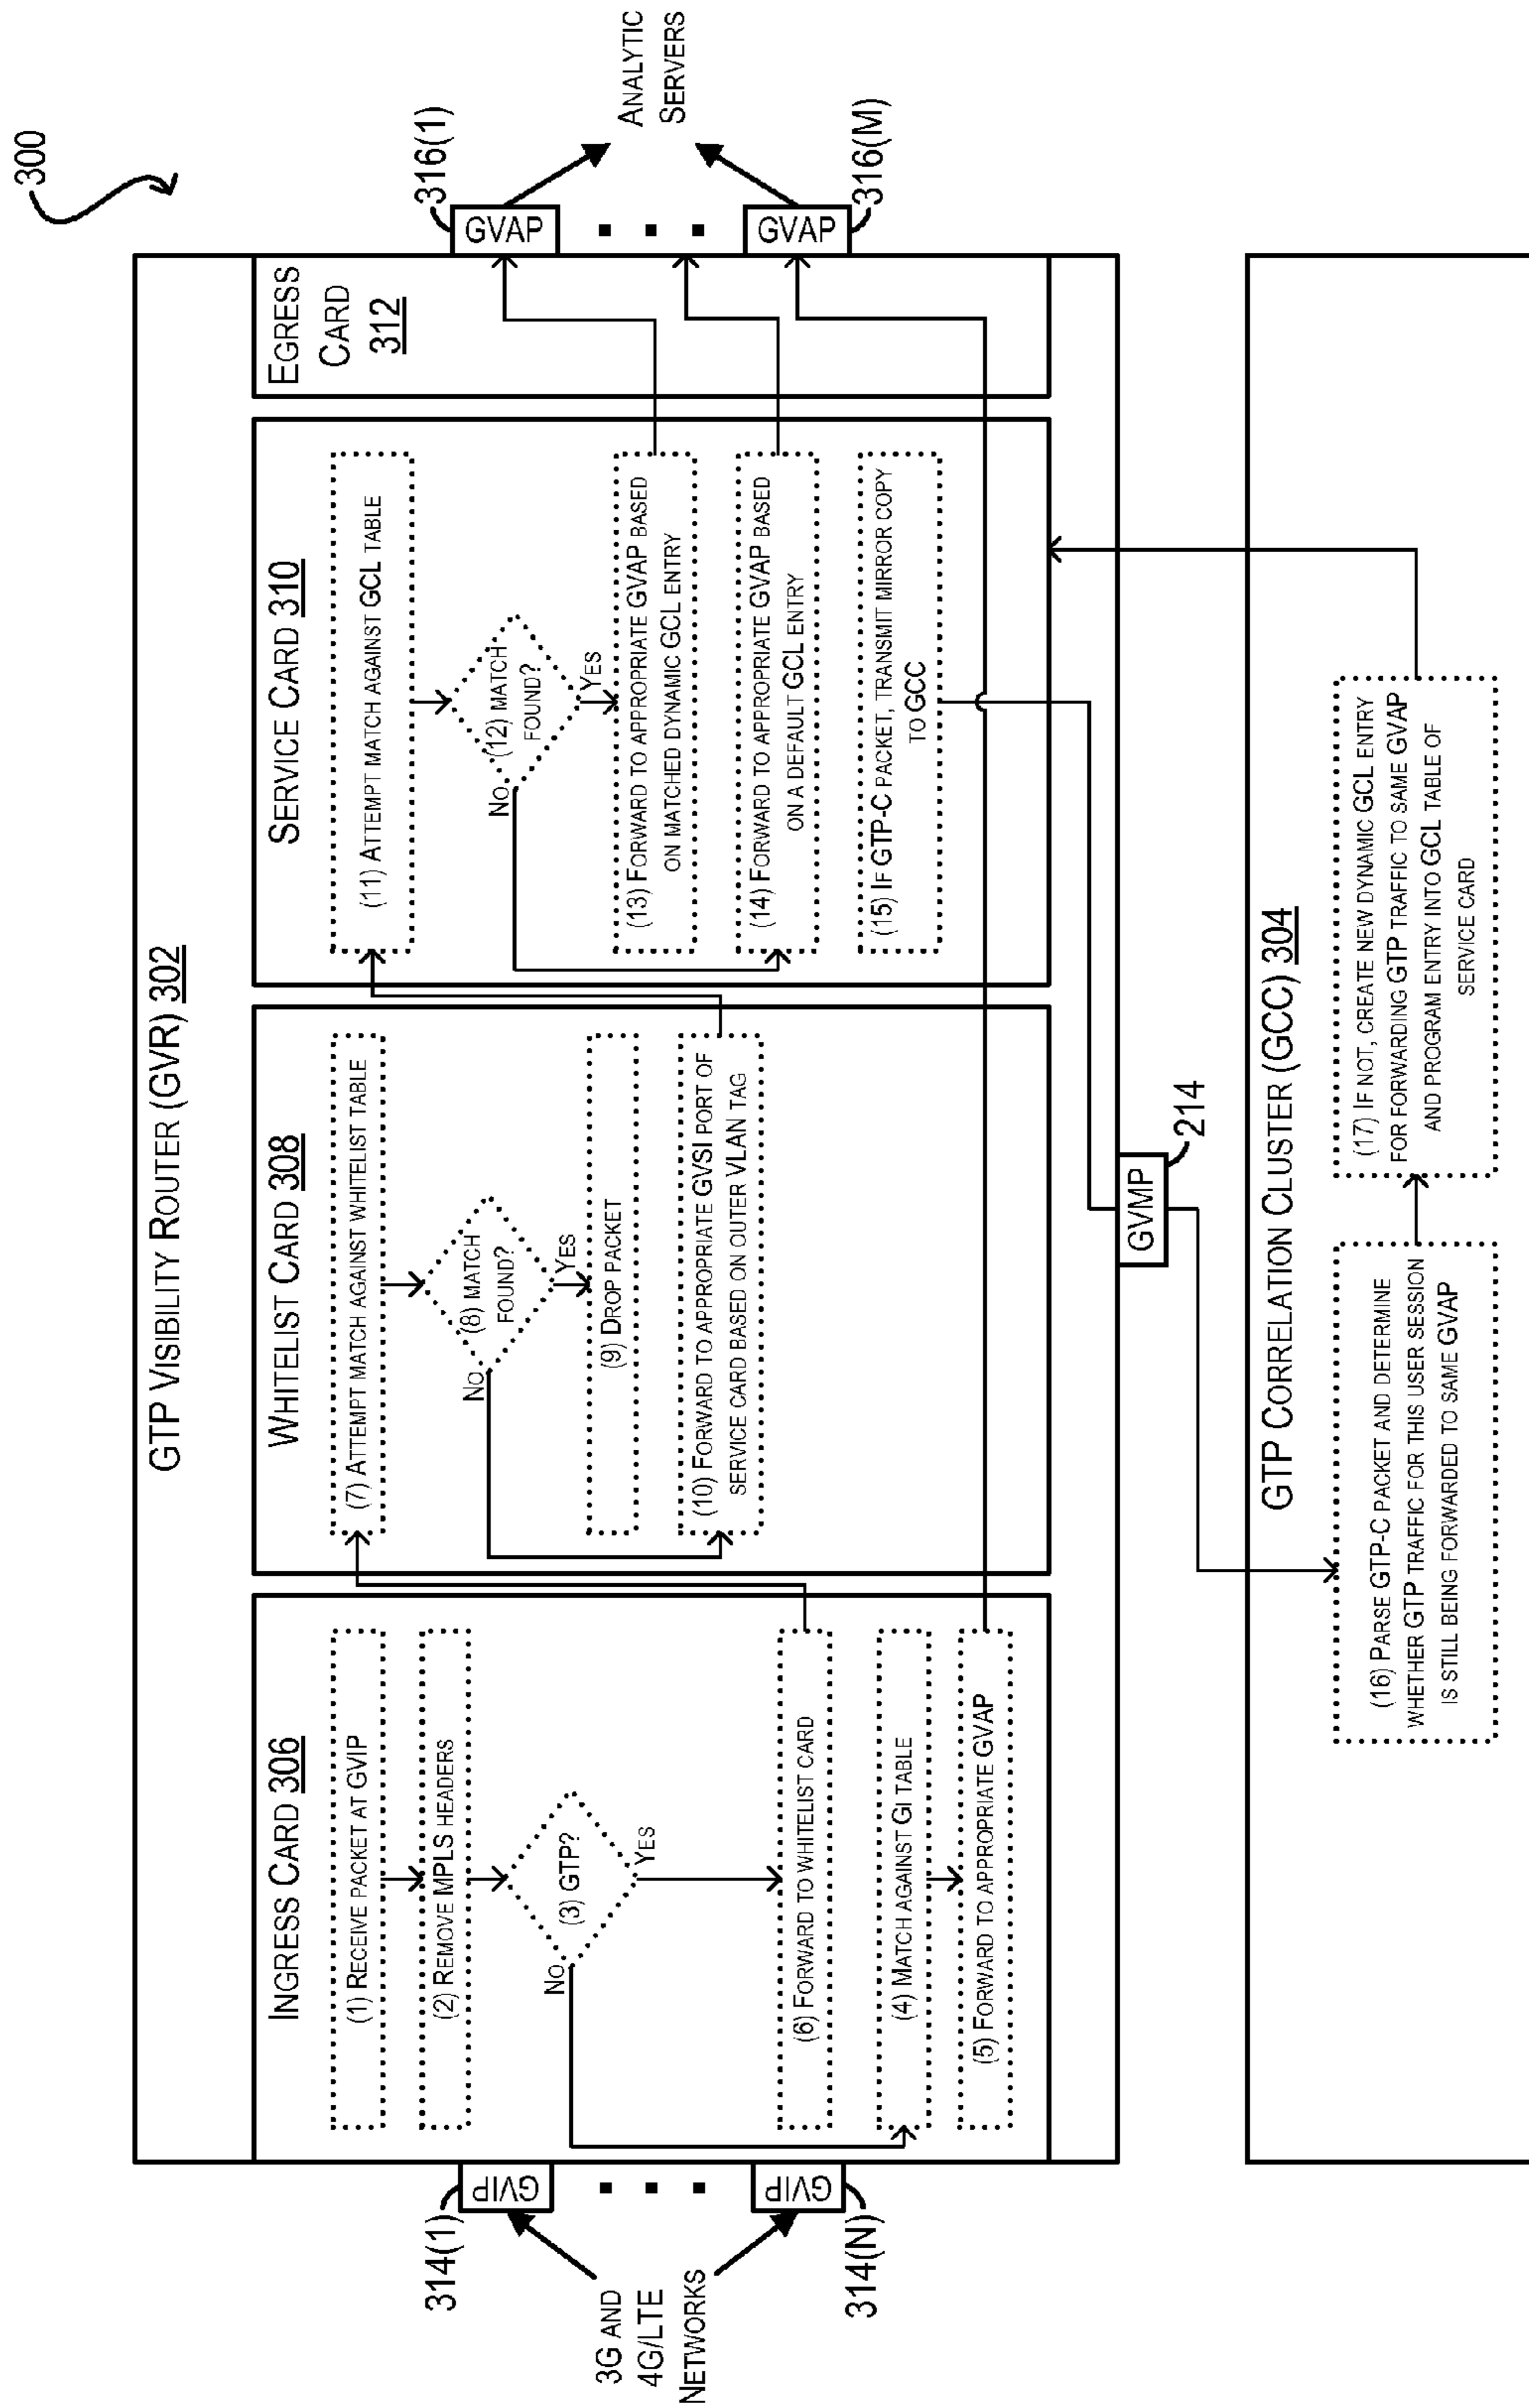 300
GTP VISIBILITY ROUTER (GVR) 302
INGRESS CARD 306
(1) RECEIVE PACKET AT GVIP
(2) REMOVE MPLS HEADERS
(3) GTP?
NO
YES
(6) FORWARD TO WHITELIST CARD
(4) MATCH AGAINST GI TABLE
(5) FORWARD TO APPROPRIATE GVAP
WHITELIST CARD 308
(7) ATTEMPT MATCH AGAINST WHITELIST TABLE
(8) MATCH
FOUND?
NO
YES
(9) DROP PACKET
(10) FORWARD TO APPROPRIATE GVSI PORT OF
SERVICE CARD BASED ON OUTER VLAN TAG
SERVICE CARD 310
(11) ATTEMPT MATCH AGAINST GCL TABLE
(12) MATCH
FOUND?
NO
YES
(13) FORWARD TO APPROPRIATE GVAP BASED
ON MATCHED DYNAMIC GCL ENTRY
(14) FORWARD TO APPROPRIATE GVAP BASED
ON A DEFAULT GCL ENTRY
(15) IF GTP-C PACKET, TRANSMIT MIRROR COPY
TO GCC
EGRESS
CARD
312
314(1)
GVIP
GVIP
314(N)
3G AND
4G/LTE
NETWORKS
316(1)
GVAP
GVAP
316(M)
ANALYTIC
SERVERS
GVMP
214
GTP CORRELATION CLUSTER (GCC) 304
(16) PARSE GTP-C PACKET AND DETERMINE
WHETHER GTP TRAFFIC FOR THIS USER SESSION
IS STILL BEING FORWARDED TO SAME GVAP
(17) IF NOT, CREATE NEW DYNAMIC GCL ENTRY
FOR FORWARDING GTP TRAFFIC TO SAME GVAP
AND PROGRAM ENTRY INTO GCL TABLE OF
SERVICE CARD